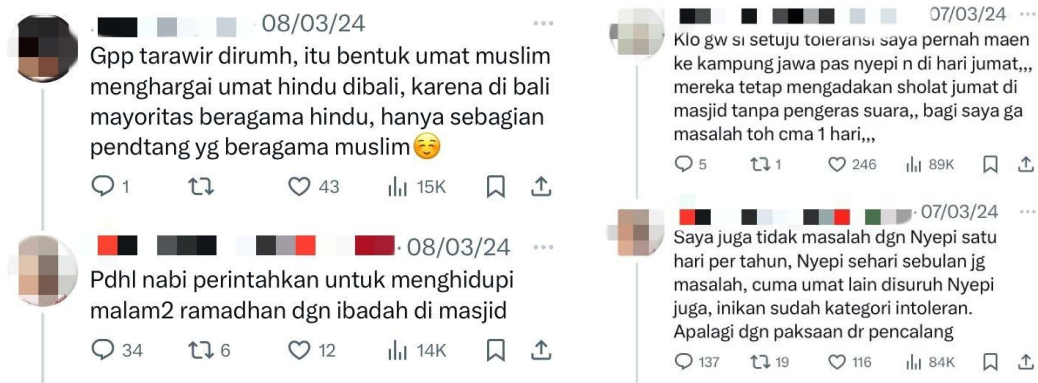 08/03/24
Gpp tarawir dirumh, itu bentuk umat muslim
menghargai umat hindu dibali, karena di bali
mayoritas beragama hindu, hanya sebagian
pendtang yg beragama muslim☺️
1 43 15K
08/03/24
Pdhl nabi perintahkan untuk menghidupi
malam2 ramadhan dgn ibadah di masjid
34 6 12 14K
07/03/24
Klo gw si setuju toleransi saya pernah maen
ke kampung jawa pas nyepi n di hari jumat,,,
mereka tetap mengadakan sholat jumat di
masjid tanpa pengeras suara,, bagi saya ga
masalah toh cma 1 hari,,,
5 1 246 89K
07/03/24
Saya juga tidak masalah dgn Nyepi satu
hari per tahun, Nyepi sehari sebulan jg
masalah, cuma umat lain disuruh Nyepi
juga, inikan sudah kategori intoleran.
Apalagi dgn paksaan dr pencalang
137 19 116 84K